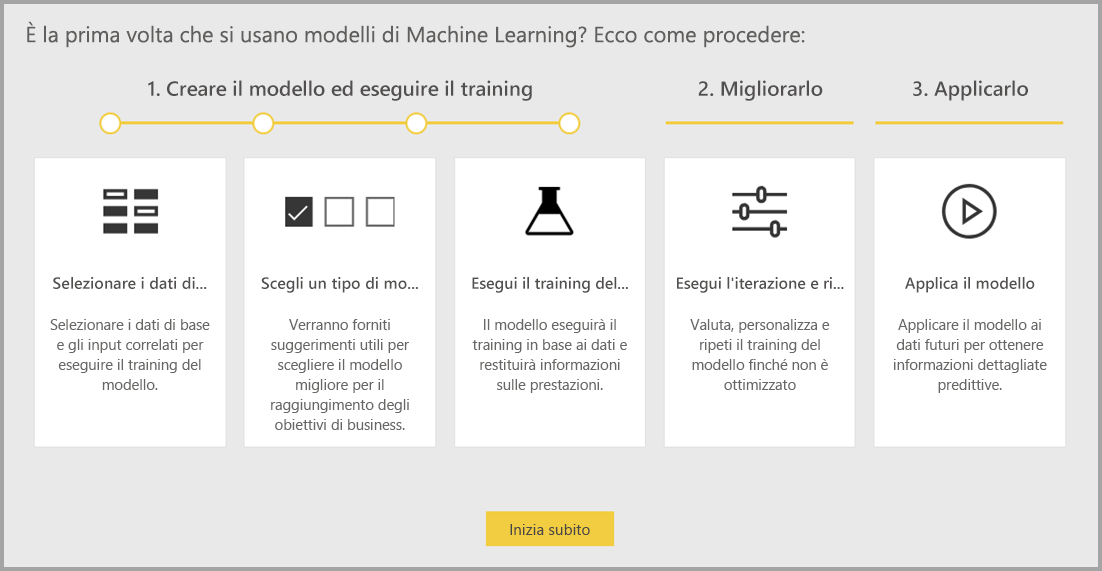 È la prima volta che si usano modelli di Machine Learning? Ecco come procedere:
1. Creare il modello ed eseguire il training
2. Migliorarlo
3. Applicarlo
Selezionare i dati di...
Selezionare i dati di base
e gli input correlati per
eseguire il training del
modello.
Scegli un tipo di mo...
Verranno forniti
suggerimenti utili per
scegliere il modello
migliore per il
raggiungimento degli
obiettivi di business.
Esegui il training del...
Il modello eseguirà il
training in base ai dati e
restituirà informazioni
sulle prestazioni.
Esegui l'iterazione e ri...
Valuta, personalizza e
ripeti il training del
modello finché non è
ottimizzato
Applica il modello
Applicare il modello ai
dati futuri per ottenere
informazioni dettagliate
predittive.
Inizia subito